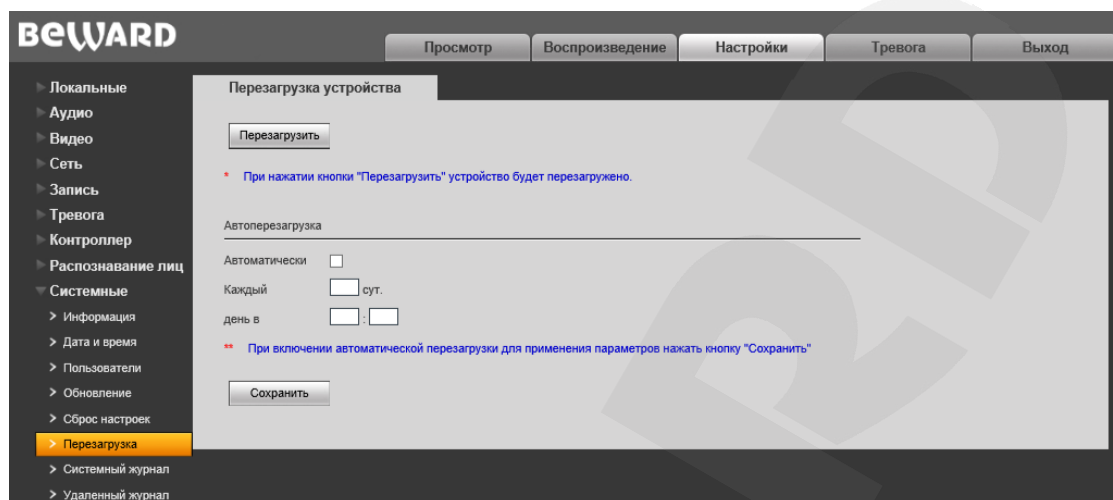 BEWARD
Просмотр
Воспроизведение
Настройки
Тревога
Выход
Локальные
Аудио
Видео
Сеть
Запись
Тревога
Контроллер
Распознавание лиц
Системные
> Информация
> Дата и время
> Пользователи
> Обновление
> Сброс настроек
> Перезагрузка
> Системный журнал
> Удаленный журнал
Перезагрузка устройства
Перезагрузить
* При нажатии кнопки "Перезагрузить" устройство будет перезагружено.
Автоперезагрузка
Автоматически
Каждый сут.
день в :
** При включении автоматической перезагрузки для применения параметров нажать кнопку "Сохранить"
Сохранить